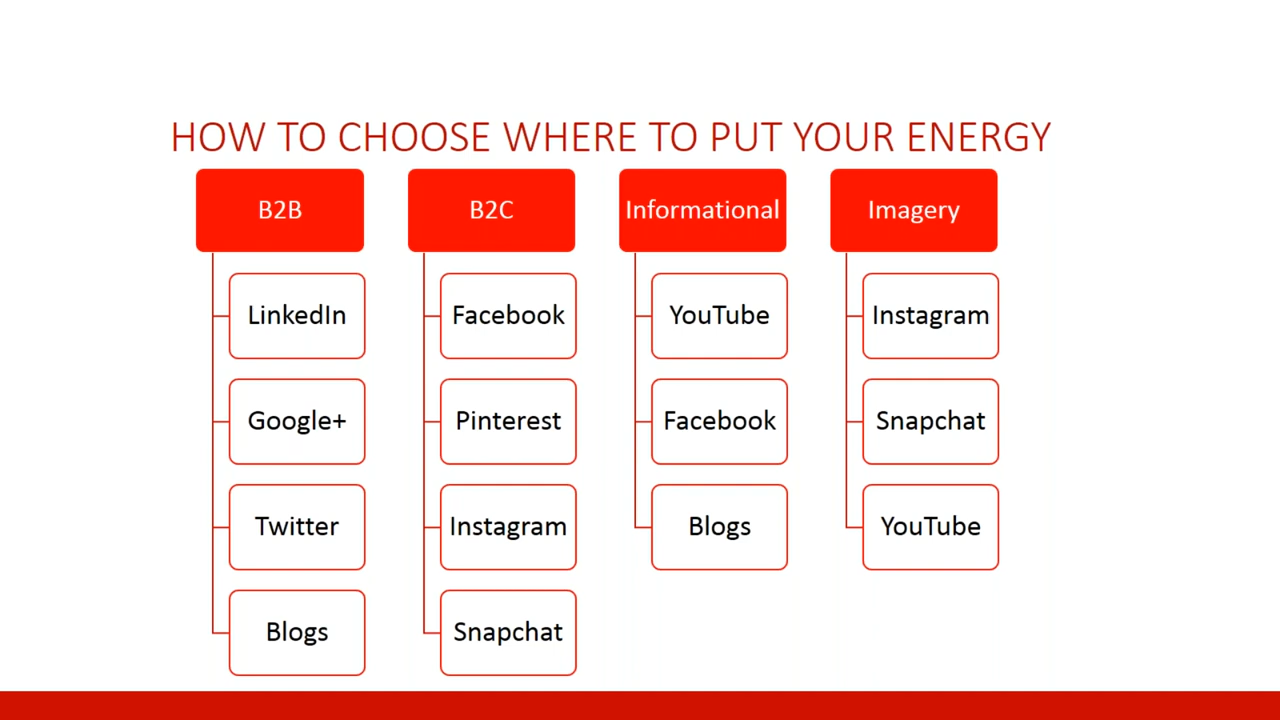 HOW TO CHOOSE WHERE TO PUT YOUR ENERGY
B2B
LinkedIn
Google+
Twitter
Blogs
B2C
Facebook
Pinterest
Instagram
Snapchat
Informational
YouTube
Facebook
Blogs
Imagery
Instagram
Snapchat
YouTube